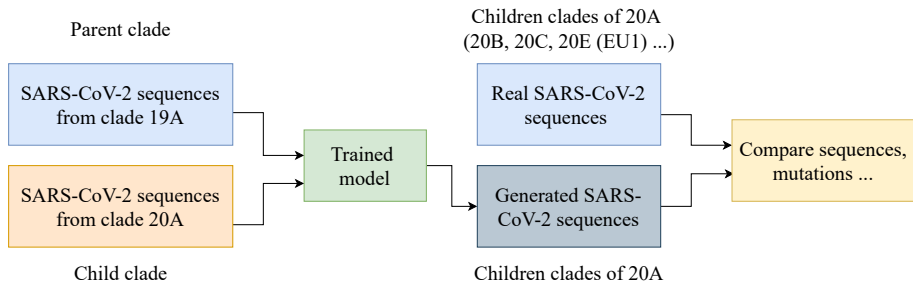 Parent clade
SARS-CoV-2 sequences
from clade 19A
SARS-CoV-2 sequences
from clade 20A
Child clade
Trained
model
Children clades of 20A
(20B, 20C, 20E (EU1) ...)
Real SARS-CoV-2
sequences
Generated SARS-
CoV-2 sequences
Children clades of 20A
Compare sequences,
mutations ...